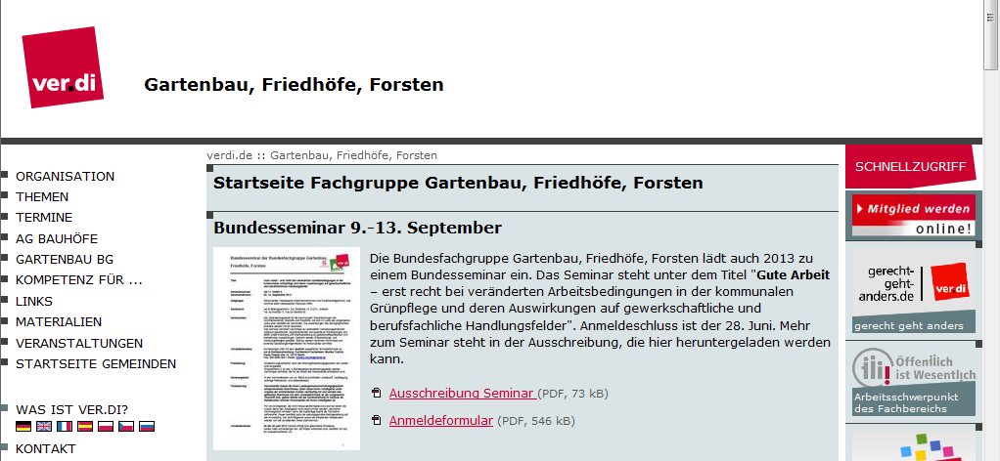 ver.di
Gartenbau, Friedhöfe, Forsten
verdi.de :: Gartenbau, Friedhöfe, Forsten
ORGANISATION
THEMEN
TERMINE
AG BAUHÖFE
GARTENBAU BG
KOMPETENZ FÜR ...
LINKS
MATERIALIEN
VERANSTALTUNGEN
STARTSEITE GEMEINDEN
WAS IST VER.DI?
KONTAKT
Startseite Fachgruppe Gartenbau, Friedhöfe, Forsten
Bundesseminar 9.-13. September
Bundesseminar der Bundesfachgruppe Gartenbau,
Friedhöfe, Forsten
Die Bundesfachgruppe Gartenbau, Friedhöfe, Forsten lädt auch 2013 zu
einem Bundesseminar ein. Das Seminar steht unter dem Titel "Gute Arbeit
– erst recht bei veränderten Arbeitsbedingungen in der kommunalen
Grünpflege und deren Auswirkungen auf gewerkschaftliche und
berufsfachliche Handlungsfelder". Anmeldeschluss ist der 28. Juni. Mehr
zum Seminar steht in der Ausschreibung, die hier heruntergeladen werden
kann.
Ausschreibung Seminar (PDF, 73 kB)
Anmeldeformular (PDF, 546 kB)
SCHNELLZUGRIFF
Mitglied werden
online!
gerecht-
geht-
anders.de
ver.di
gerecht geht anders
Öffentlich
ist Wesentlich
Arbeitsschwerpunkt
des Fachbereichs